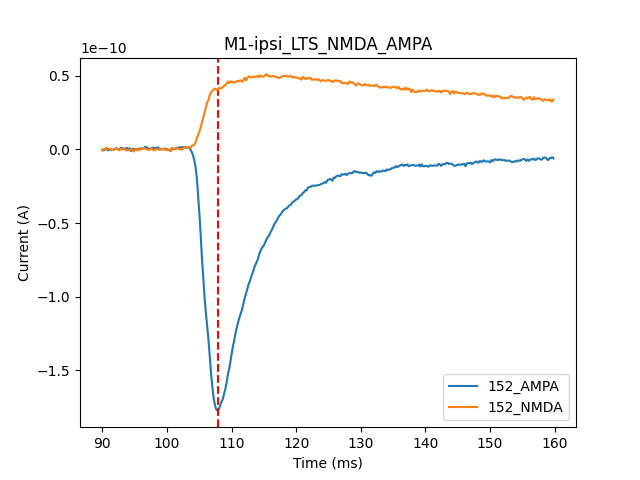 M1-ipsi_LTS_NMDA_AMPA
1e−10
0.5
0.0
−0.5
−1.0
−1.5
Current (A)
90 100 110 120 130 140 150 160
Time (ms)
152_AMPA
152_NMDA